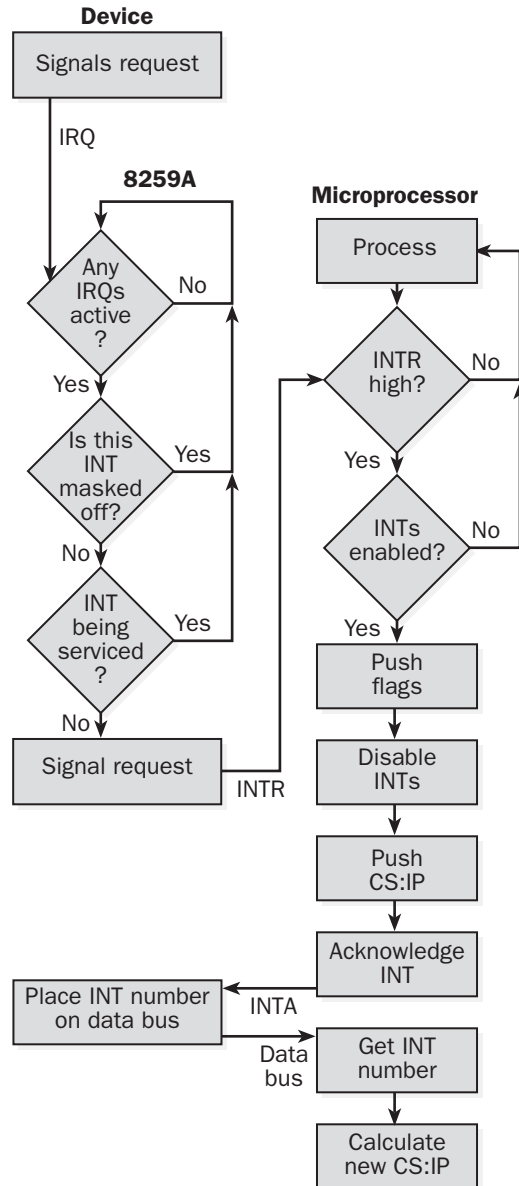 Device
Signals request
IRQ
8259A
Any
IRQs
active
?
No
Yes
Is this
INT
masked
off?
Yes
No
INT
being
serviced
?
Yes
No
Signal request
INTR
Microprocessor
Process
INTR
high?
No
Yes
INTs
enabled?
No
Yes
Push
flags
Disable
INTs
Push
CS:IP
Acknowledge
INT
INTA
Place INT number
on data bus
Data
bus
Get INT
number
Calculate
new CS:IP